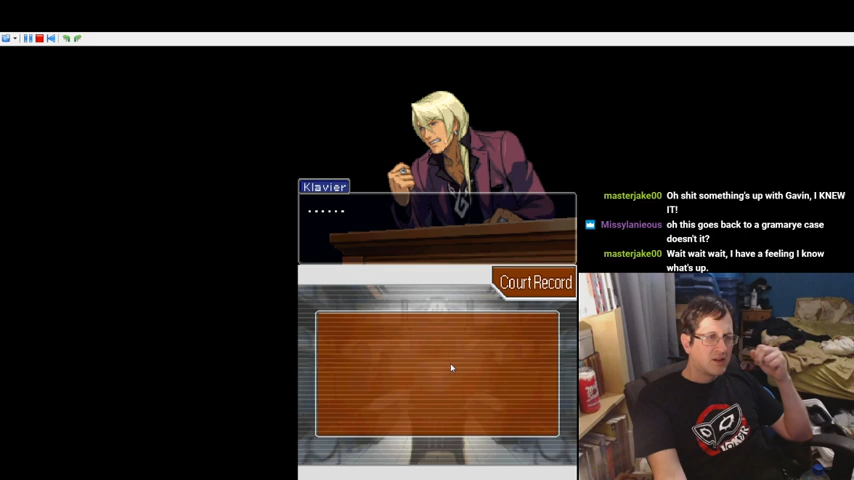 Klavier
......
Court Record
masterjake00 Oh shit something's up with Gavin, I KNEW
IT!
Missylanieous oh this goes back to a gramarye case
doesn't it?
masterjake00 Wait wait wait, I have a feeling I know
what's up.
JOKER